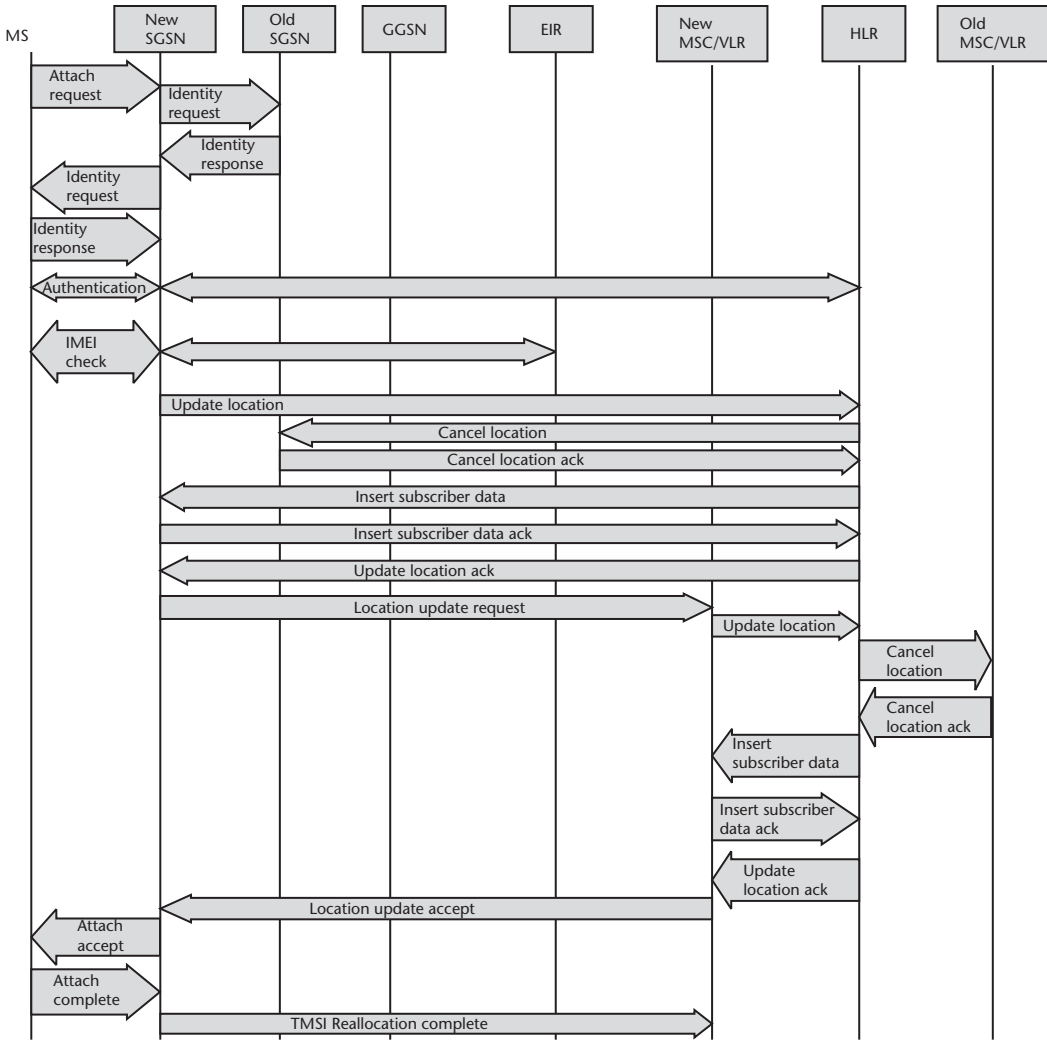 MS
New
SGSN
Old
SGSN
GGSN
EIR
New
MSC/VLR
HLR
Old
MSC/VLR
Attach
request
Identity
request
Identity
response
Identity
request
Identity
response
Authentication
IMEI
check
Update location
Cancel location
Cancel location ack
Insert subscriber data
Insert subscriber data ack
Update location ack
Location update request
Update location
Cancel
location
Cancel
location ack
Insert
subscriber data
Insert subscriber
data ack
Update
location ack
Location update accept
Attach
accept
Attach
complete
TMSI Reallocation complete